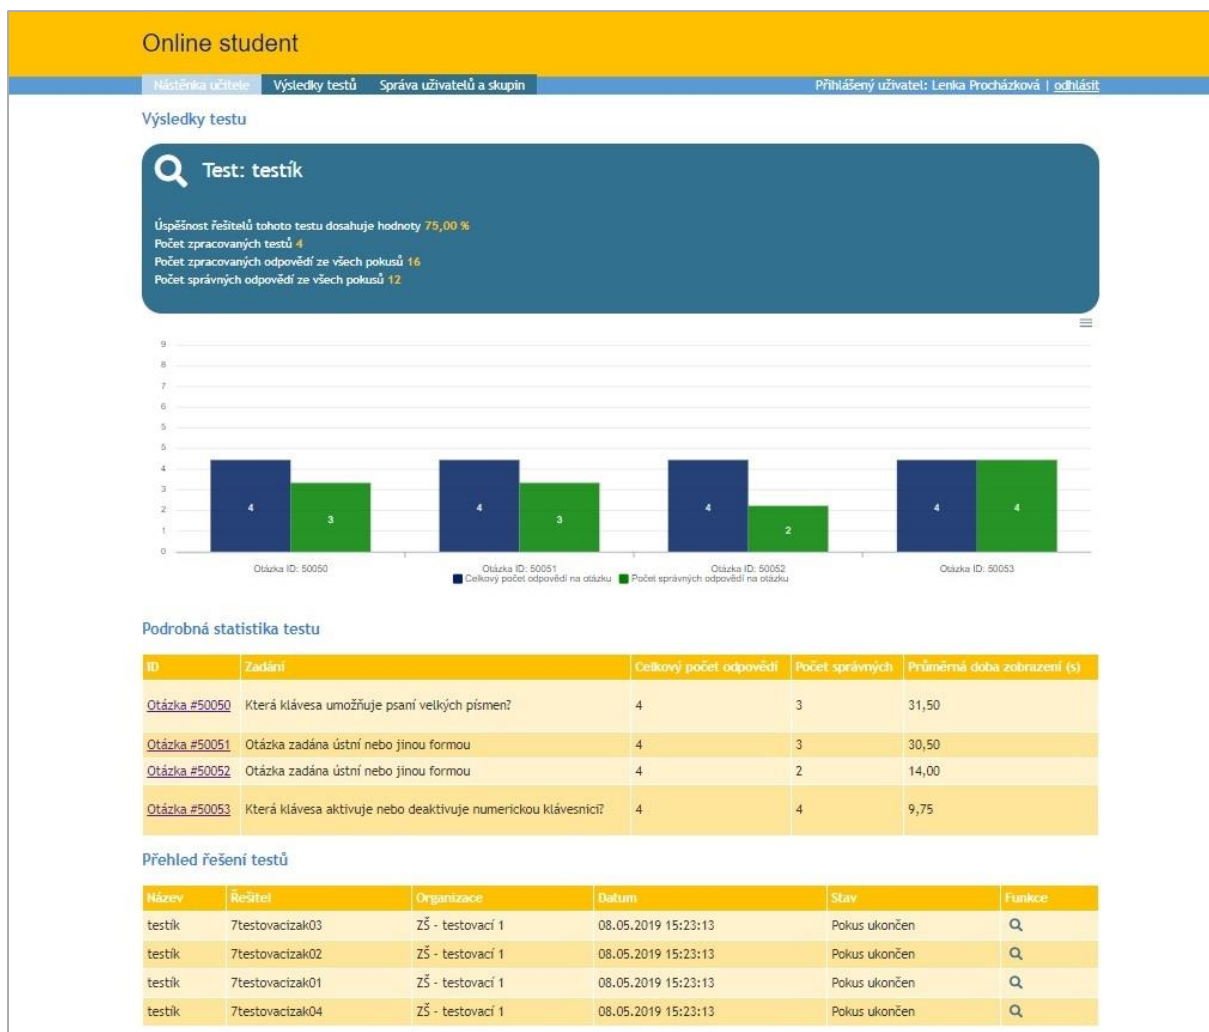 Online student
Nástěnka učitele Výsledky testů Správa uživatelů a skupin Přihlášený uživatel: Lenka Procházková | odhlásit
Výsledky testu
Test: testík
Úspěšnost řešitelů tohoto testu dosahuje hodnoty 75,00 %
Počet zpracovaných testů 4
Počet zpracovaných odpovědí ze všech pokusů 16
Počet správných odpovědí ze všech pokusů 12
9
8
7
6
5
5
4
3
2
1
0
4 3 4 3 4 2 4 4
Otázka ID: 50050 Otázka ID: 50051 Otázka ID: 50052 Otázka ID: 50053
Celkový počet odpovědí na otázku Počet správných odpovědí na otázku
Podrobná statistika testu
ID Zadání Celkový počet odpovědí Počet správných Průměrná doba zobrazení (s)
Otázka #50050 Která klávesa umožňuje psaní velkých písmen? 4 3 31,50
Otázka #50051 Otázka zadána ústní nebo jinou formou 4 3 30,50
Otázka #50052 Otázka zadána ústní nebo jinou formou 4 2 14,00
Otázka #50053 Která klávesa aktivuje nebo deaktivuje numerickou klávesnici? 4 4 9,75
Přehled řešení testů
Název Řešitel Organizace Datum Stav Funkce
testík 7testovacizak03 ZŠ - testovací 1 08.05.2019 15:23:13 Pokus ukončen
testík 7testovacizak02 ZŠ - testovací 1 08.05.2019 15:23:13 Pokus ukončen
testík 7testovacizak01 ZŠ - testovací 1 08.05.2019 15:23:13 Pokus ukončen
testík 7testovacizak04 ZŠ - testovací 1 08.05.2019 15:23:13 Pokus ukončen